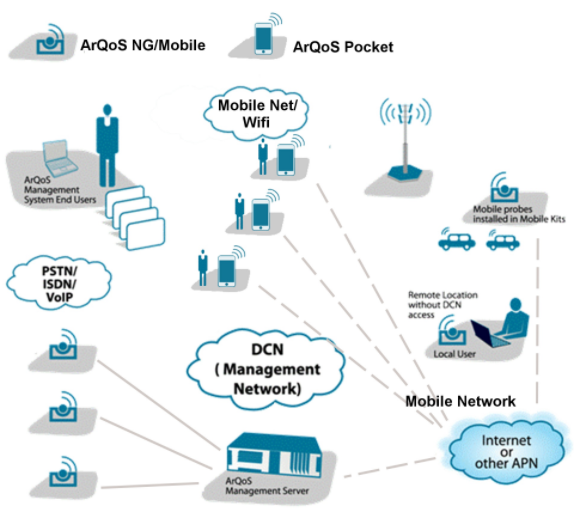 ArQoS NG/Mobile
ArQoS Pocket
Mobile Net/
Wifi
ArQoS
Management
System End Users
Mobile probes
installed in Mobile Kits
PSTN/
ISDN/
VoIP
Remote Location
without DCN
access
Local User
DCN
( Management
Network)
Mobile Network
Internet
or
other APN
ArQoS
Management Server